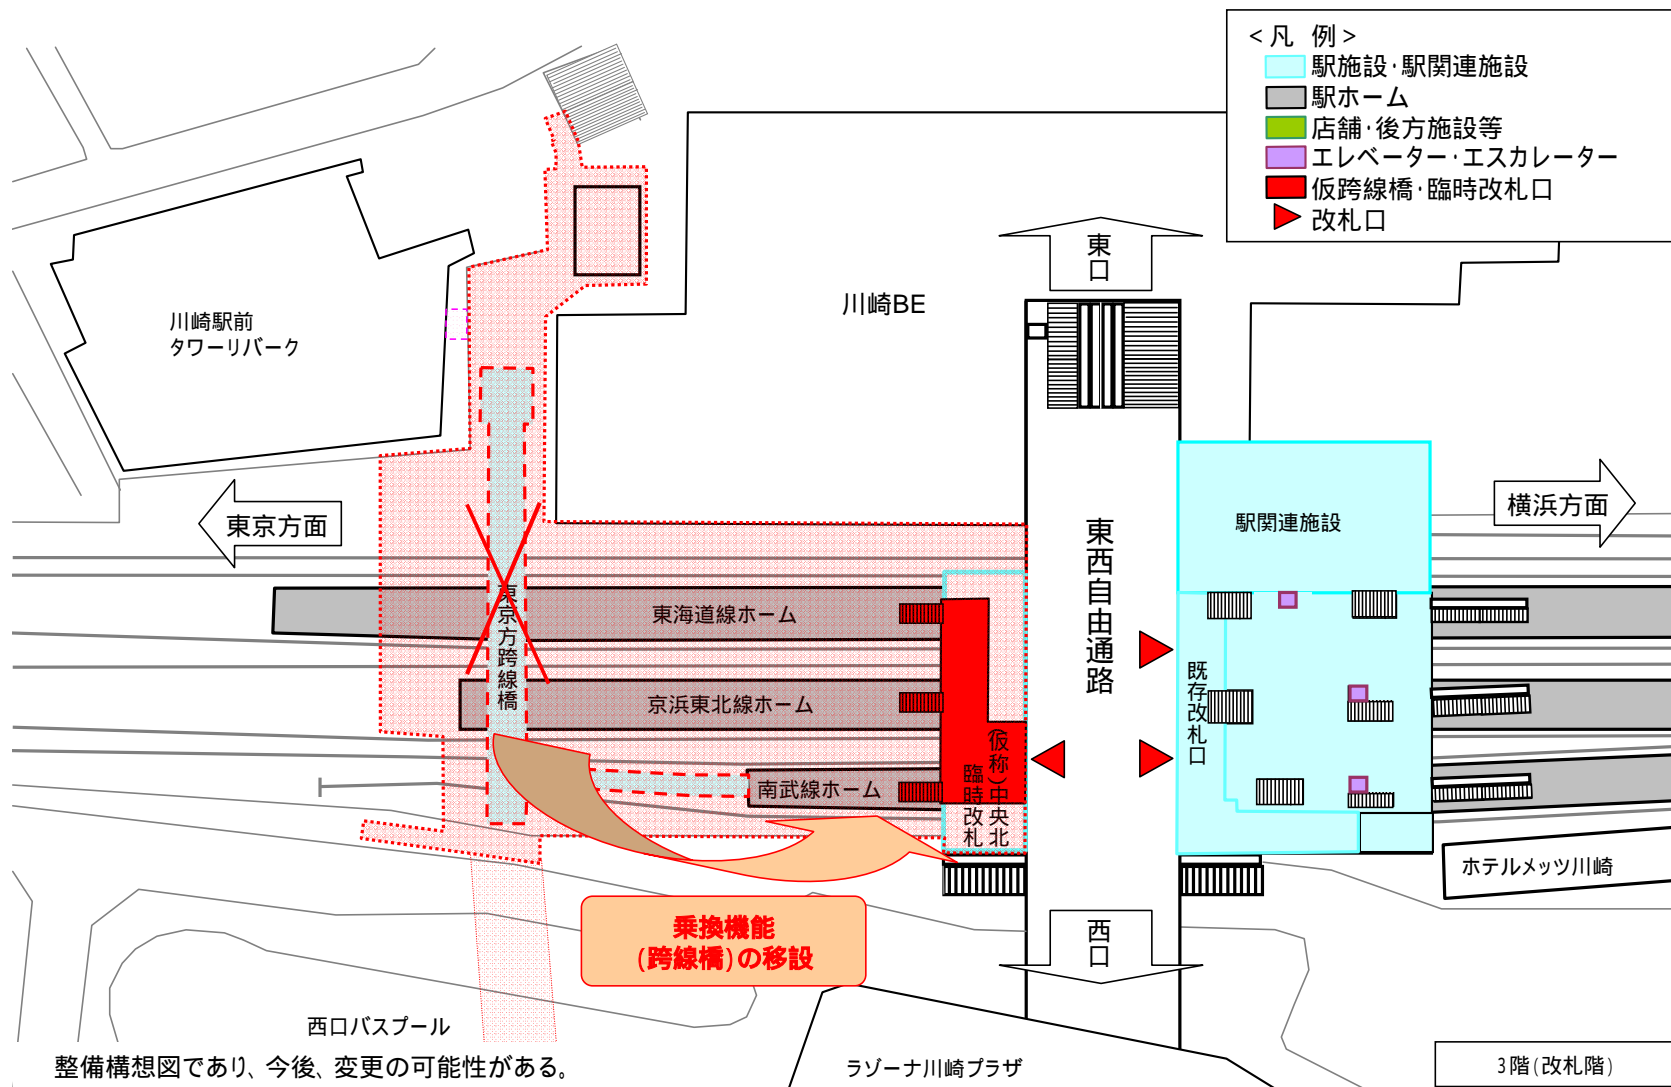 <凡 例>
駅施設・駅関連施設
駅ホーム
店舗・後方施設等
エレベーター・エスカレーター
仮跨線橋・臨時改札口
改札口
東口
川崎BE
川崎駅前
タワーリバーク
東京方面
横浜方面
駅関連施設
東西自由通路
東京方跨線橋
東海道線ホーム
京浜東北線ホーム
南武線ホーム
既存改札口
(仮称)中央北
臨時改札
ホテルメッツ川崎
乗換機能
(跨線橋)の移設
西口
西口バスプール
ラゾーナ川崎プラザ
整備構想図であり、今後、変更の可能性がある。
3階(改札階)